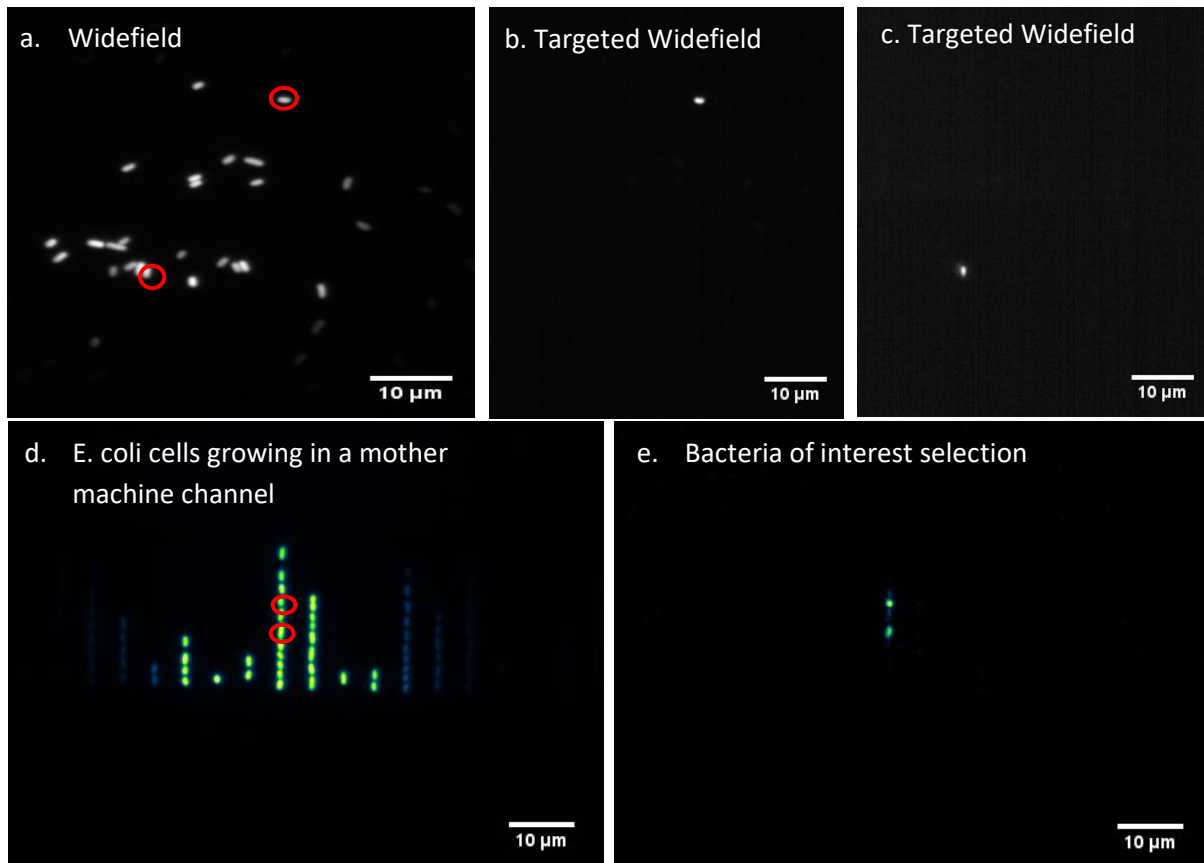 a. Widefield
b. Targeted Widefield
c. Targeted Widefield
10 µm
10 µm
10 µm
d. E. coli cells growing in a mother
machine channel
e. Bacteria of interest selection
10 µm
10 µm